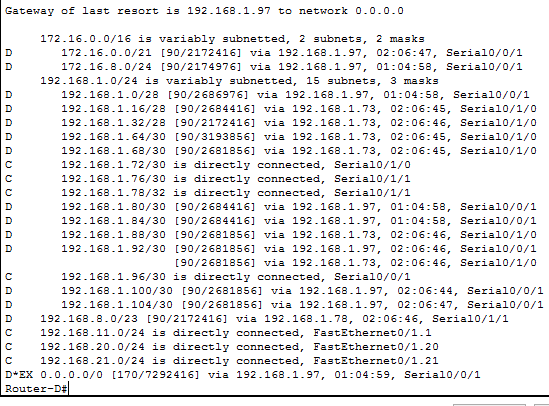 Gateway of last resort is 192.168.1.97 to network 0.0.0.0
172.16.0.0/16 is variably subnetted, 2 subnets, 2 masks
D 172.16.0.0/21 [90/2172416] via 192.168.1.97, 02:06:47, Serial0/0/1
D 172.16.8.0/24 [90/2174976] via 192.168.1.97, 01:04:58, Serial0/0/1
192.168.1.0/24 is variably subnetted, 15 subnets, 3 masks
D 192.168.1.0/28 [90/2686976] via 192.168.1.97, 01:04:58, Serial0/0/1
D 192.168.1.16/28 [90/2684416] via 192.168.1.73, 02:06:45, Serial0/1/0
D 192.168.1.32/28 [90/2172416] via 192.168.1.73, 02:06:46, Serial0/1/0
D 192.168.1.64/30 [90/3193856] via 192.168.1.73, 02:06:45, Serial0/1/0
D 192.168.1.68/30 [90/2681856] via 192.168.1.73, 02:06:45, Serial0/1/0
C 192.168.1.72/30 is directly connected, Serial0/1/0
C 192.168.1.76/30 is directly connected, Serial0/1/1
C 192.168.1.78/32 is directly connected, Serial0/1/1
D 192.168.1.80/30 [90/2684416] via 192.168.1.97, 01:04:58, Serial0/0/1
D 192.168.1.84/30 [90/2684416] via 192.168.1.97, 01:04:58, Serial0/0/1
D 192.168.1.88/30 [90/2681856] via 192.168.1.73, 02:06:46, Serial0/1/0
D 192.168.1.92/30 [90/2681856] via 192.168.1.97, 02:06:46, Serial0/0/1
[90/2681856] via 192.168.1.73, 02:06:46, Serial0/1/0
C 192.168.1.96/30 is directly connected, Serial0/0/1
D 192.168.1.100/30 [90/2681856] via 192.168.1.97, 02:06:44, Serial0/0/1
D 192.168.1.104/30 [90/2681856] via 192.168.1.97, 02:06:47, Serial0/0/1
D 192.168.8.0/23 [90/2172416] via 192.168.1.78, 02:06:46, Serial0/1/1
C 192.168.11.0/24 is directly connected, FastEthernet0/1.1
C 192.168.20.0/24 is directly connected, FastEthernet0/1.20
C 192.168.21.0/24 is directly connected, FastEthernet0/1.21
D*EX 0.0.0.0/0 [170/7292416] via 192.168.1.97, 01:04:59, Serial0/0/1
Router-D#